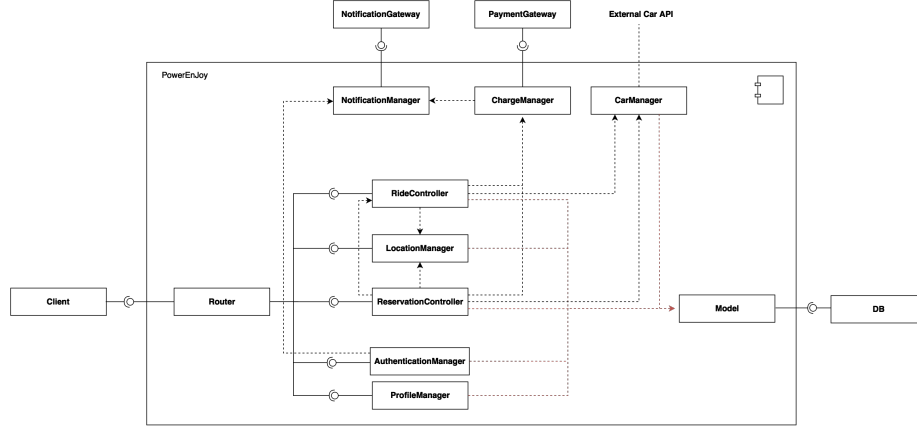 NotificationGateway
PaymentGateway
External Car API
PowerEnJoy
NotificationManager
ChargeManager
CarManager
RideController
LocationManager
Client
Router
ReservationController
Model
DB
AuthenticationManager
ProfileManager